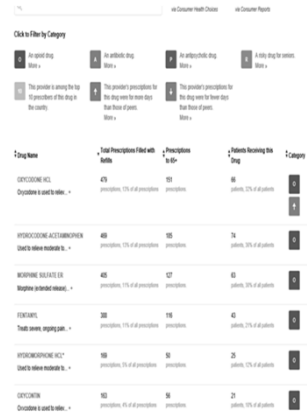 via Consumer Health Choices
via Consumer Reports
Click to Filter by Category
O
An opioid drug.
More »
A
An antibiotic drug.
More »
P
An antipsychotic drug.
More »
A risky drug for seniors.
More »
This provider is among the top
10 prescribers of this drug in
the country.
This provider's prescriptions for
this drug were for more days
than those of peers.
More »
This provider's prescriptions for
this drug were for fewer days
than those of peers.
More »
Drug Name
Total Prescriptions Filled with
Refills
Prescriptions
to 65+
Patients Receiving this
Drug
Category
OXYCODONE HCL
Oxycodone is used to reliev... »
479
prescriptions, 13% of all prescriptions
151
prescriptions
66
patients, 32% of all patients
O
HYDROCODONE-ACETAMINOPHEN
Used to relieve moderate to... »
469
prescriptions, 13% of all prescriptions
185
prescriptions
74
patients, 36% of all patients
O
MORPHINE SULFATE ER
Morphine (extended release)... »
405
prescriptions, 11% of all prescriptions
127
prescriptions
63
patients, 30% of all patients
O
FENTANYL
Treats severe, ongoing pain... »
388
prescriptions, 11% of all prescriptions
116
prescriptions
43
patients, 21% of all patients
O
HYDROMORPHONE HCL*
Used to relieve moderate to... »
169
prescriptions, 5% of all prescriptions
50
prescriptions
25
patients, 12% of all patients
O
OXYCONTIN
Oxycodone is used to reliev... »
163
prescriptions, 4% of all prescriptions
56
prescriptions
21
patients, 10% of all patients
O